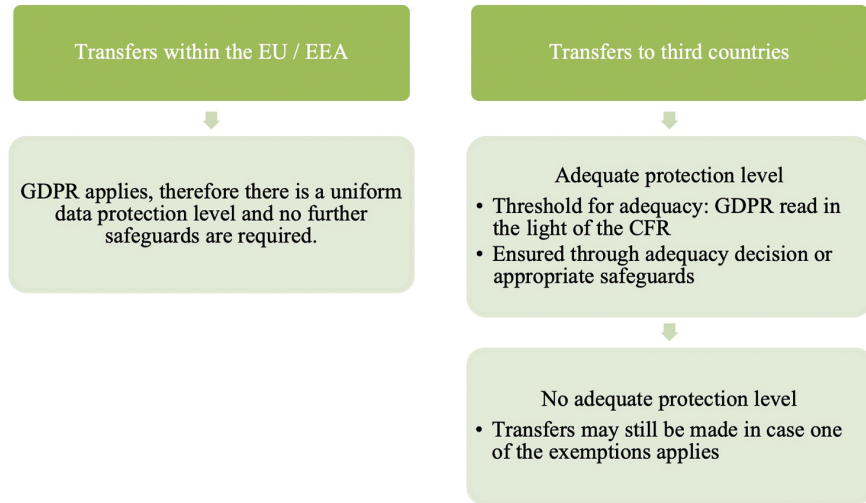 Transfers within the EU / EEA
GDPR applies, therefore there is a uniform
data protection level and no further
safeguards are required.
Transfers to third countries
Adequate protection level
• Threshold for adequacy: GDPR read in
the light of the CFR
• Ensured through adequacy decision or
appropriate safeguards
No adequate protection level
• Transfers may still be made in case one
of the exemptions applies